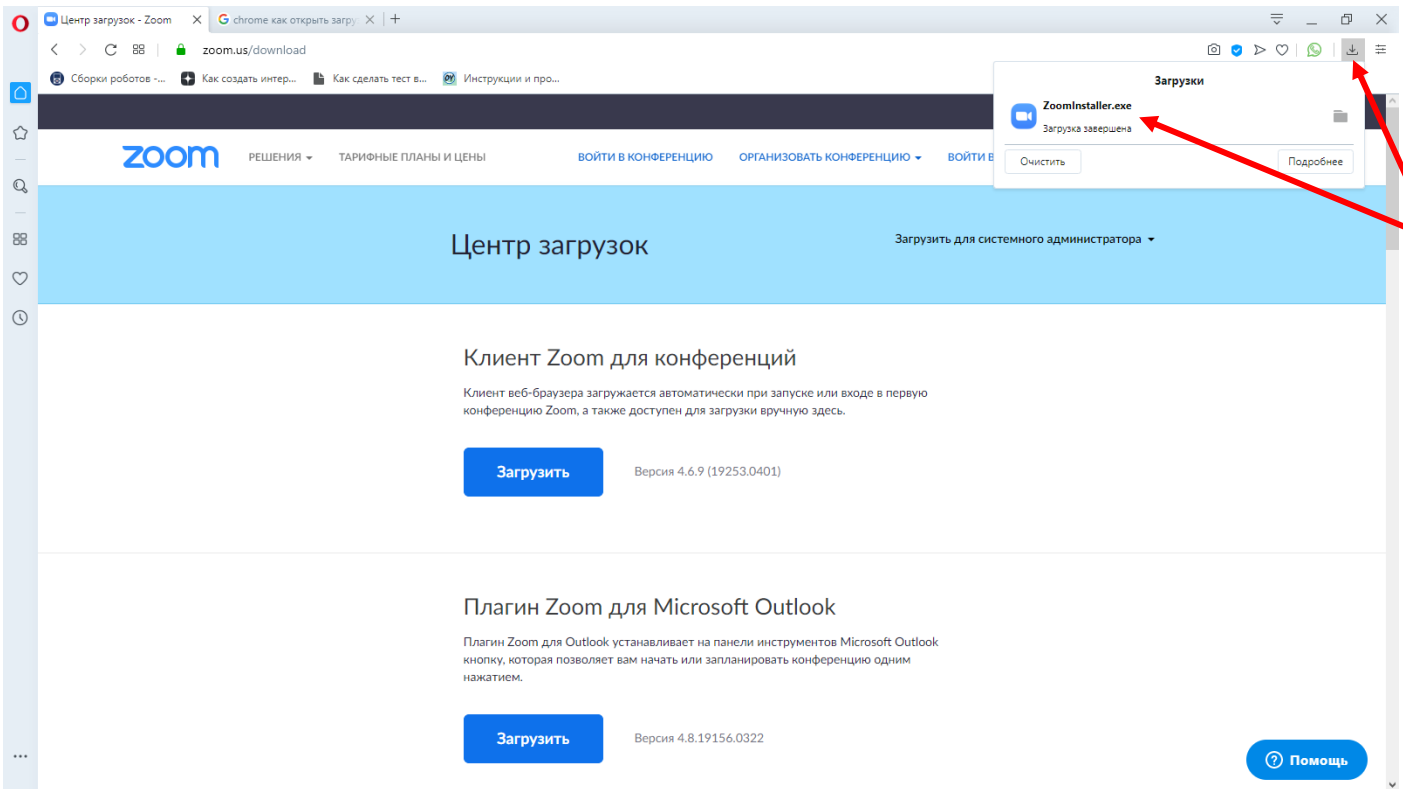 Центр загрузок - Zoom
G chrome как открыть загру
zoom.us/download
Сборки роботов -...
Как создать интер...
Как сделать тест в...
Инструкции и про...
Загрузки
ZoomInstaller.exe
Загрузка завершена
Очистить
Подробнее
zoom
РЕШЕНИЯ
ТАРИФНЫЕ ПЛАНЫ И ЦЕНЫ
ВОЙТИ В КОНФЕРЕНЦИЮ
ОРГАНИЗОВАТЬ КОНФЕРЕНЦИЮ
ВОЙТИ В
Центр загрузок
Загрузить для системного администратора
Клиент Zoom для конференций
Клиент веб-браузера загружается автоматически при запуске или входе в первую
конференцию Zoom, а также доступен для загрузки вручную здесь.
Загрузить
Версия 4.6.9 (19253.0401)
Плагин Zoom для Microsoft Outlook
Плагин Zoom для Outlook устанавливает на панели инструментов Microsoft Outlook
кнопку, которая позволяет вам начать или запланировать конференцию одним
нажатием.
Загрузить
Версия 4.8.19156.0322
Помощь